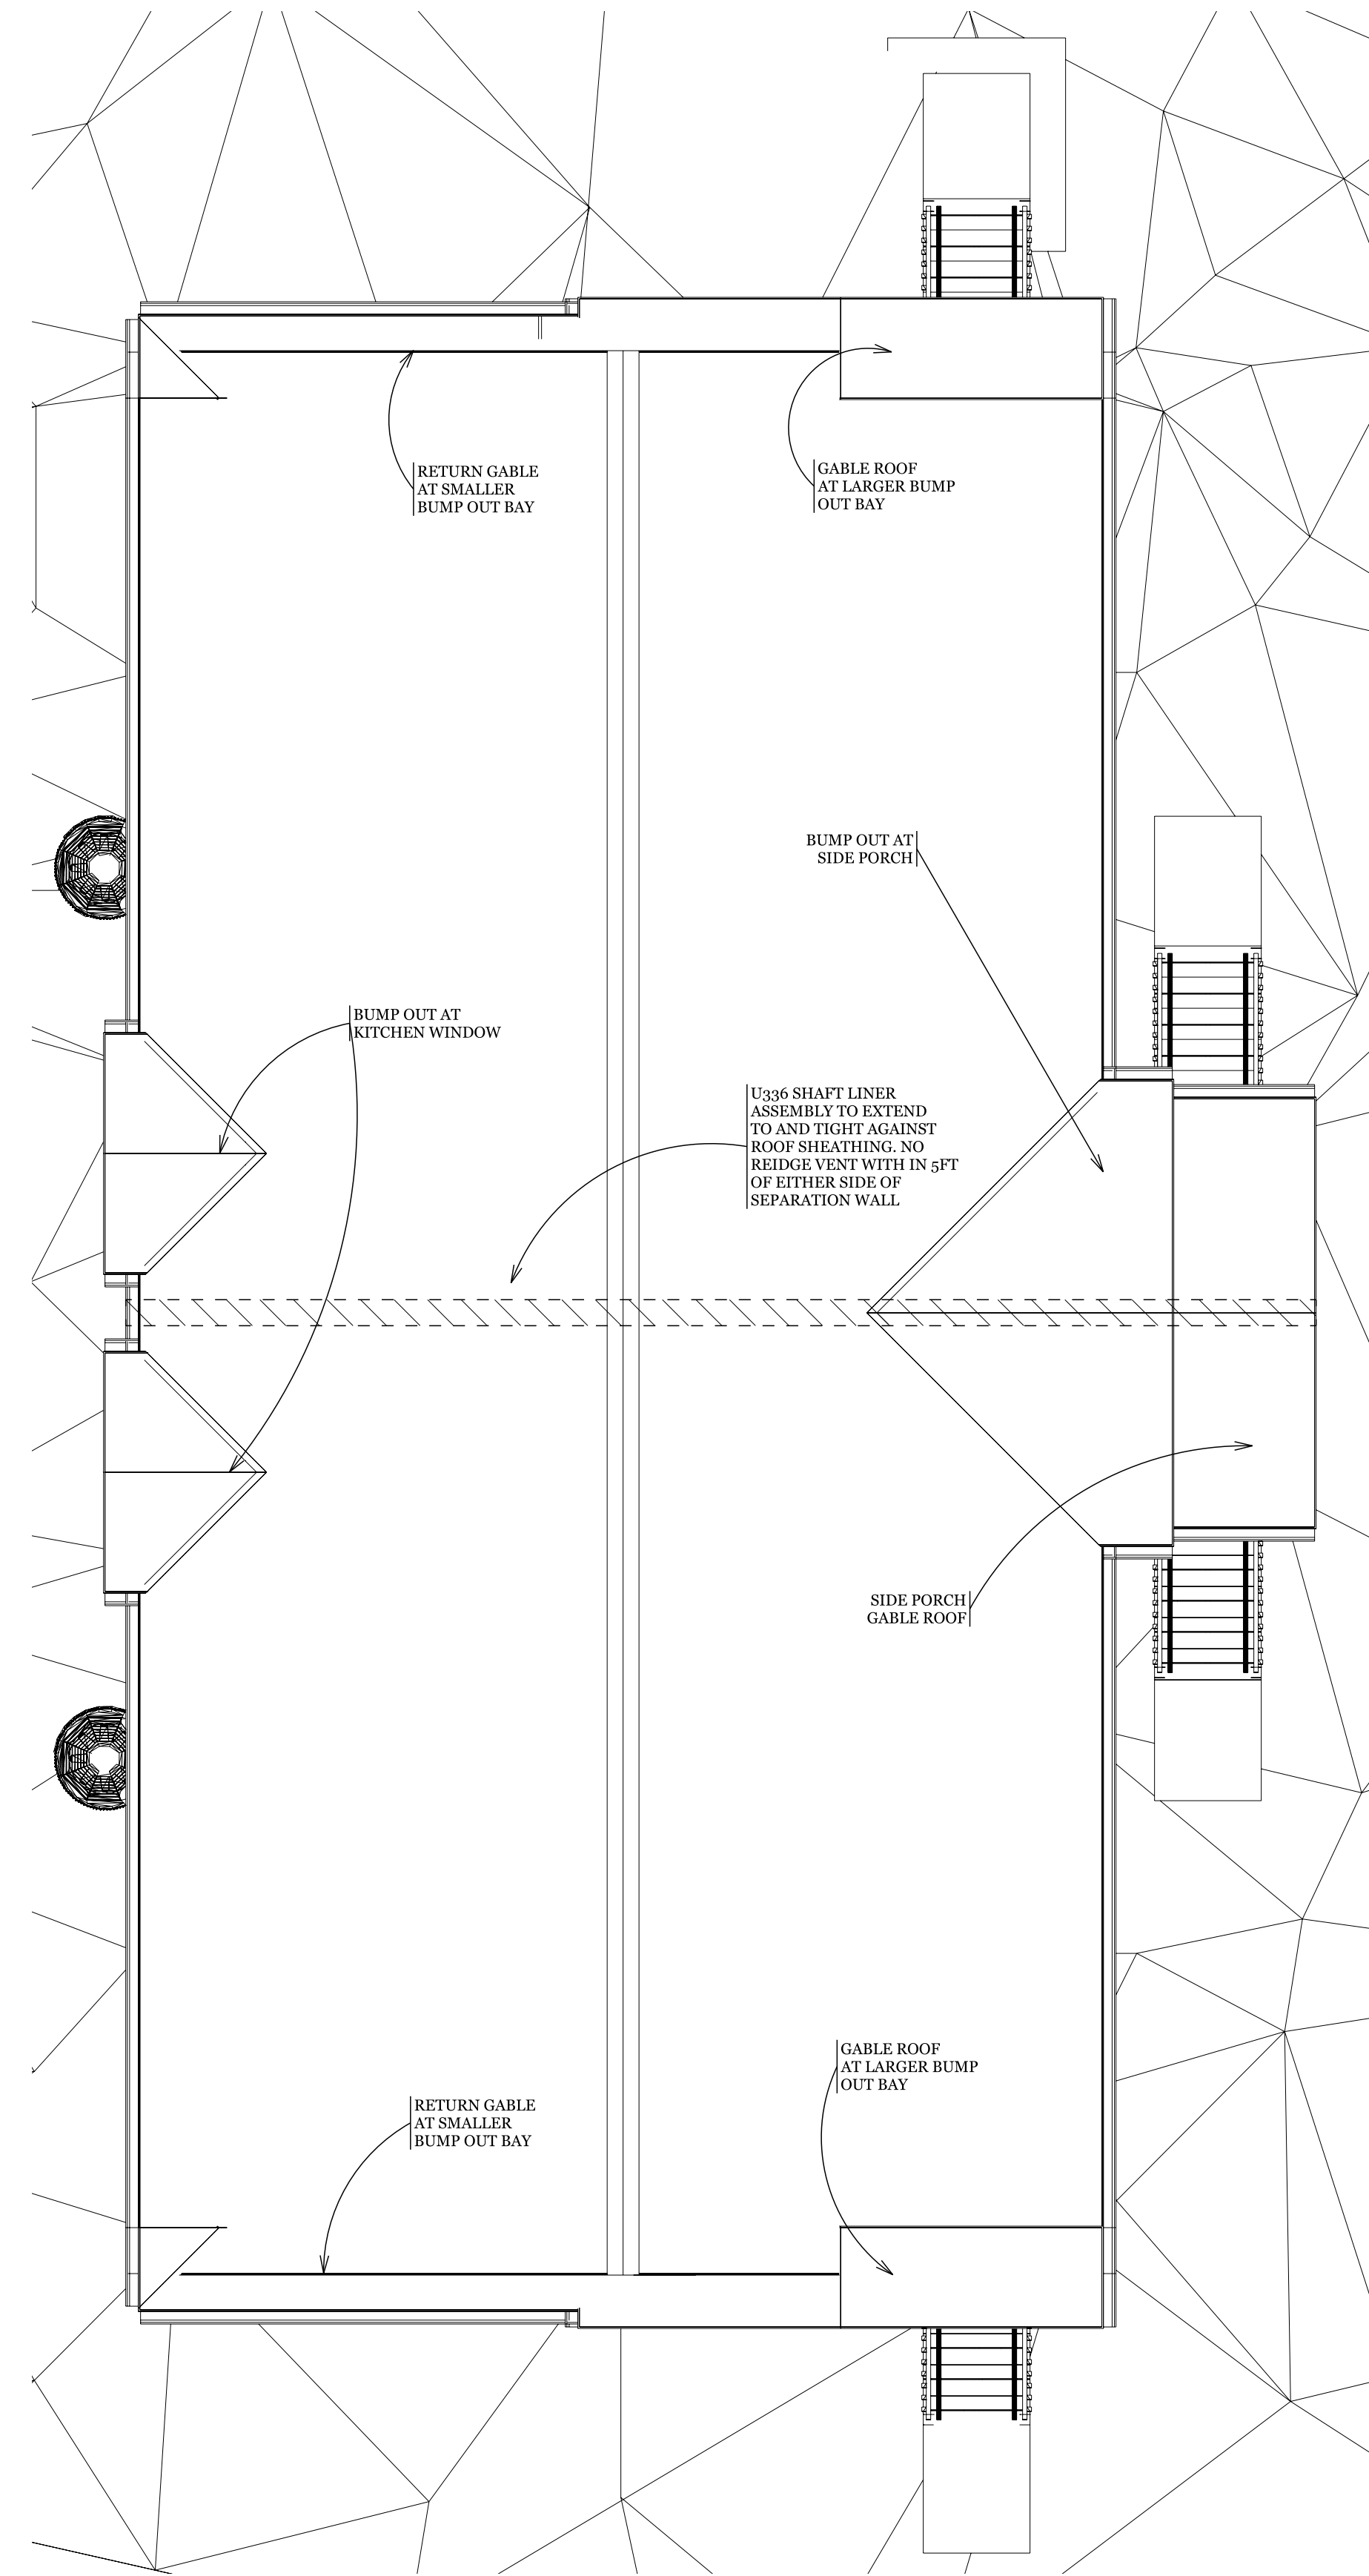 RETURN GABLE
AT SMALLER
BUMP OUT BAY
GABLE ROOF
AT LARGER BUMP
OUT BAY
BUMP OUT AT
SIDE PORCH
BUMP OUT AT
KITCHEN WINDOW
U336 SHAFT LINER
ASSEMBLY TO EXTEND
TO AND TIGHT AGAINST
ROOF SHEATHING. NO
REIDGE VENT WITH IN 5FT
OF EITHER SIDE OF
SEPARATION WALL
SIDE PORCH
GABLE ROOF
GABLE ROOF
AT LARGER BUMP
OUT BAY
RETURN GABLE
AT SMALLER
BUMP OUT BAY